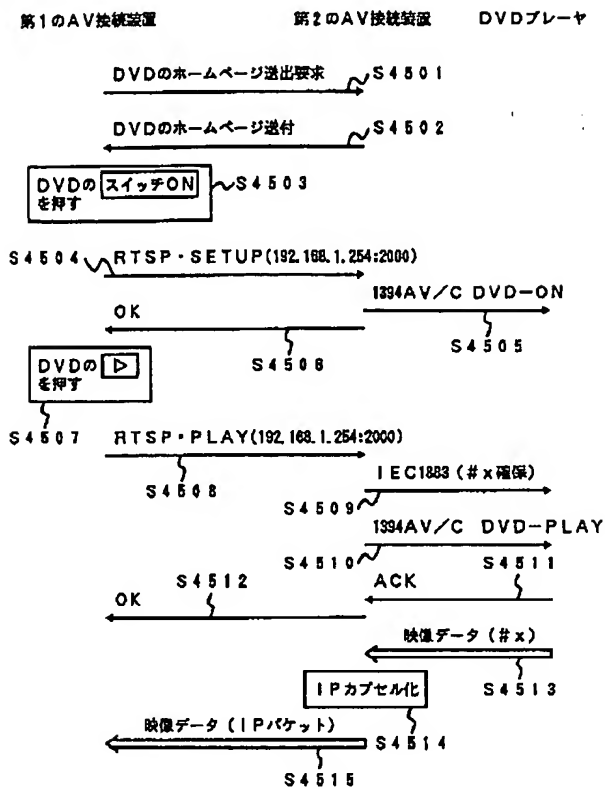 第1のAV接続装置 第2のAV接続装置 DVDプレーヤ
DVDのホームページ送出要求 S4501
DVDのホームページ送付 S4502
DVDの スイッチON
を押す
S4503
S4504 RTSP・SETUP(192.168.1.254:2000)
1394AV/C DVD-ON
OK
S4505
S4506
DVDの ▷
を押す
S4507 RTSP・PLAY(192.168.1.254:2000)
S4508
IEC1883(#x確保)
S4509
1394AV/C DVD-PLAY
S4510 S4511
S4512
OK ACK
映像データ(#x)
IPカプセル化 S4513
映像データ(IPパケット) S4514
S4515